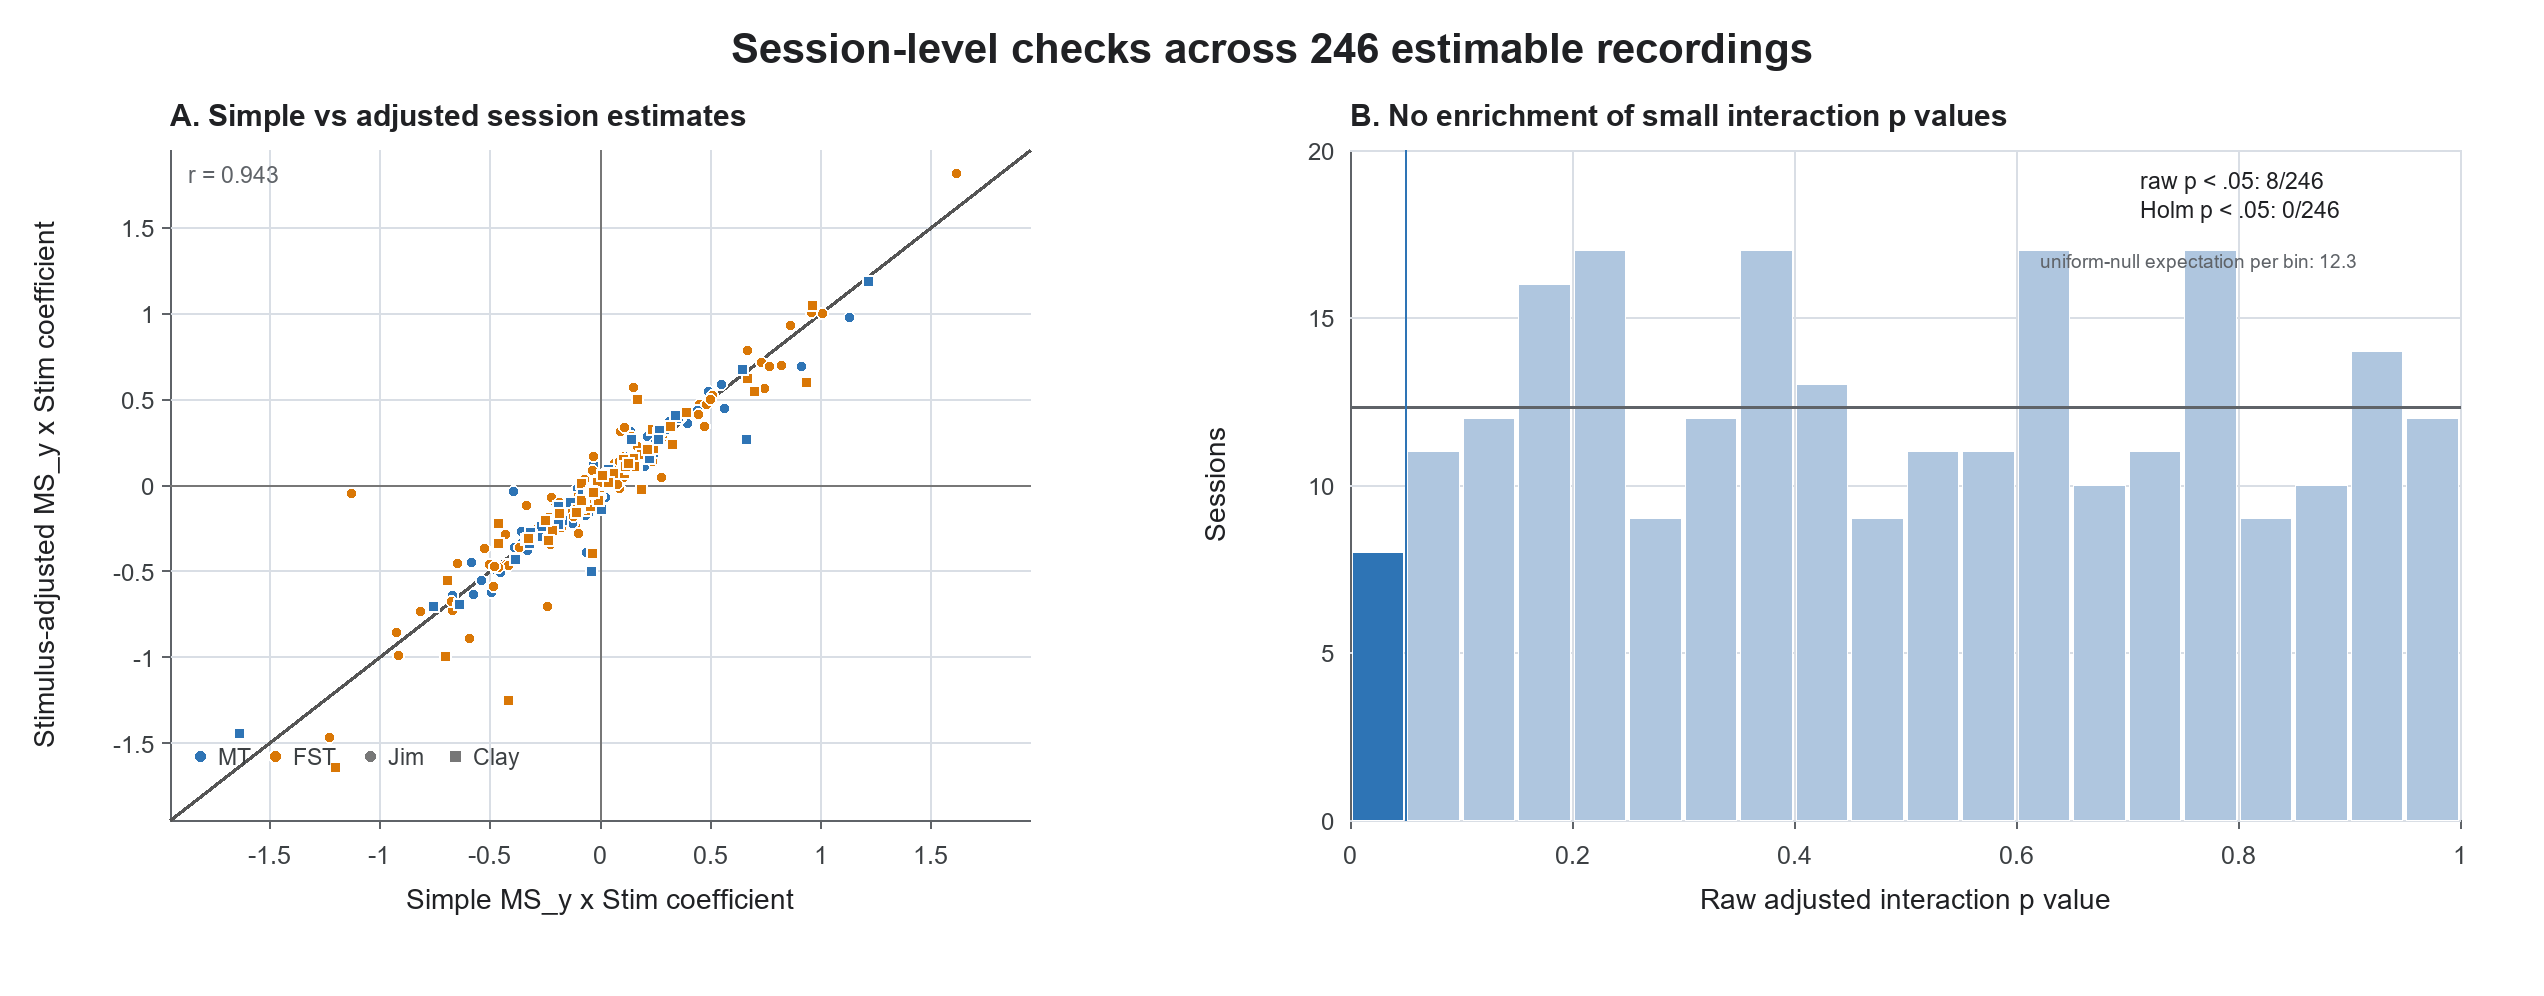 Session-level checks across 246 estimable recordings
A. Simple vs adjusted session estimates
r = 0.943
Stimulus-adjusted MS_y x Stim coefficient
1.5
1
0.5
0
-0.5
-1
-1.5
MT FST Jim Clay
-1.5 -1 -0.5 0 0.5 1 1.5
Simple MS_y x Stim coefficient
B. No enrichment of small interaction p values
raw p < .05: 8/246
Holm p < .05: 0/246
uniform-null expectation per bin: 12.3
Sessions
20
15
10
5
0
0 0.2 0.4 0.6 0.8 1
Raw adjusted interaction p value